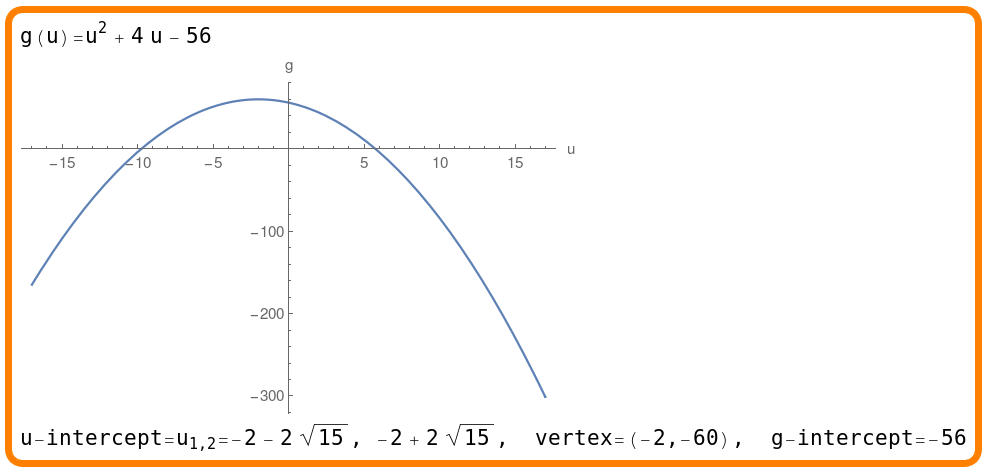 g(u)=u² + 4 u − 56
g
u
−15 −10 −5 5 10 15
−100
−200
−300
u−intercept=u₁,₂=−2 − 2 √15 , −2 + 2 √15 , vertex=(−2,−60), g−intercept=−56